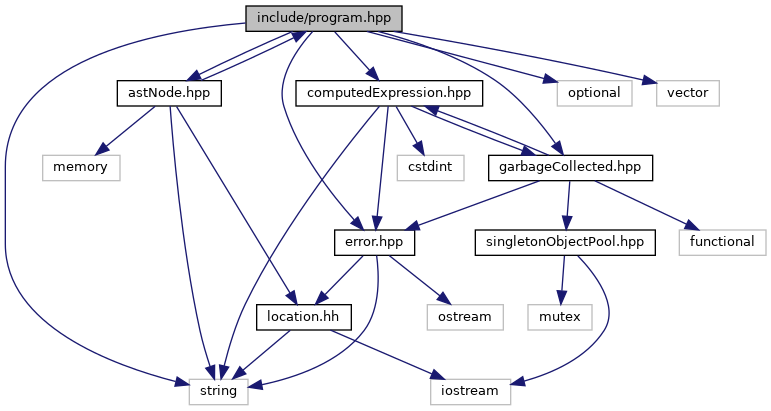 include/program.hpp
astNode.hpp
computedExpression.hpp
optional
vector
memory
cstdint
garbageCollected.hpp
error.hpp
singletonObjectPool.hpp
functional
location.hh
ostream
mutex
string
iostream